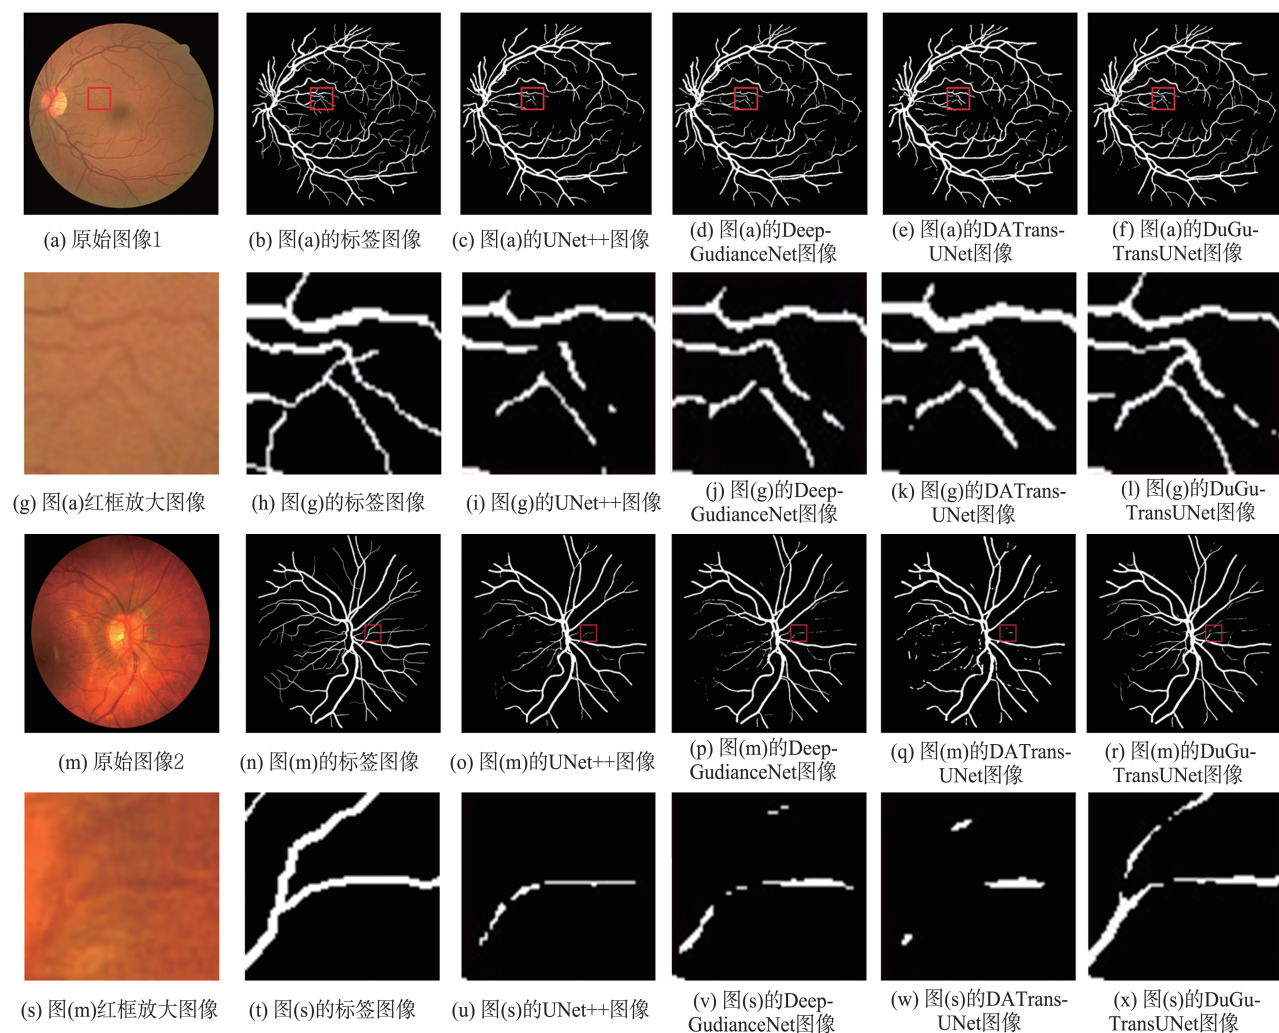 (a) 原始图像1
(b) 图(a)的标签图像
(c) 图(a)的UNet++图像
(d) 图(a)的Deep-
GudianceNet图像
(e) 图(a)的DATrans-
UNet图像
(f) 图(a)的DuGu-
TransUNet图像
(g) 图(a)红框放大图像
(h) 图(g)的标签图像
(i) 图(g)的UNet++图像
(j) 图(g)的Deep-
GudianceNet图像
(k) 图(g)的DATrans-
UNet图像
(l) 图(g)的DuGu-
TransUNet图像
(m) 原始图像2
(n) 图(m)的标签图像
(o) 图(m)的UNet++图像
(p) 图(m)的Deep-
GudianceNet图像
(q) 图(m)的DATrans-
UNet图像
(r) 图(m)的DuGu-
TransUNet图像
(s) 图(m)红框放大图像
(t) 图(s)的标签图像
(u) 图(s)的UNet++图像
(v) 图(s)的Deep-
GudianceNet图像
(w) 图(s)的DATrans-
UNet图像
(x) 图(s)的DuGu-
TransUNet图像